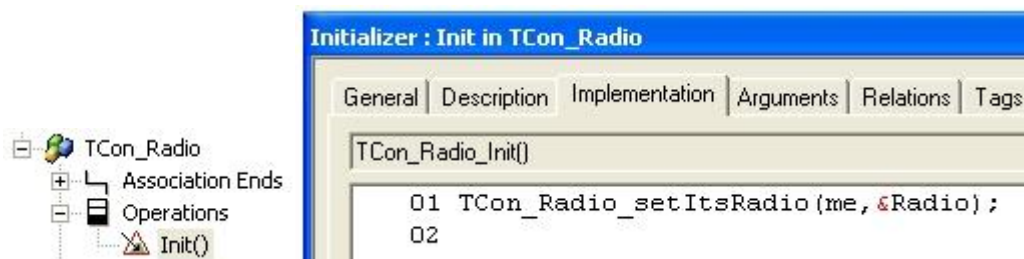 Initializer : Init in TCon_Radio
General Description Implementation Arguments Relations Tags
TCon_Radio
Association Ends
Operations
Init()
TCon_Radio_Init()
01 TCon_Radio_setItsRadio(me,&Radio);
02